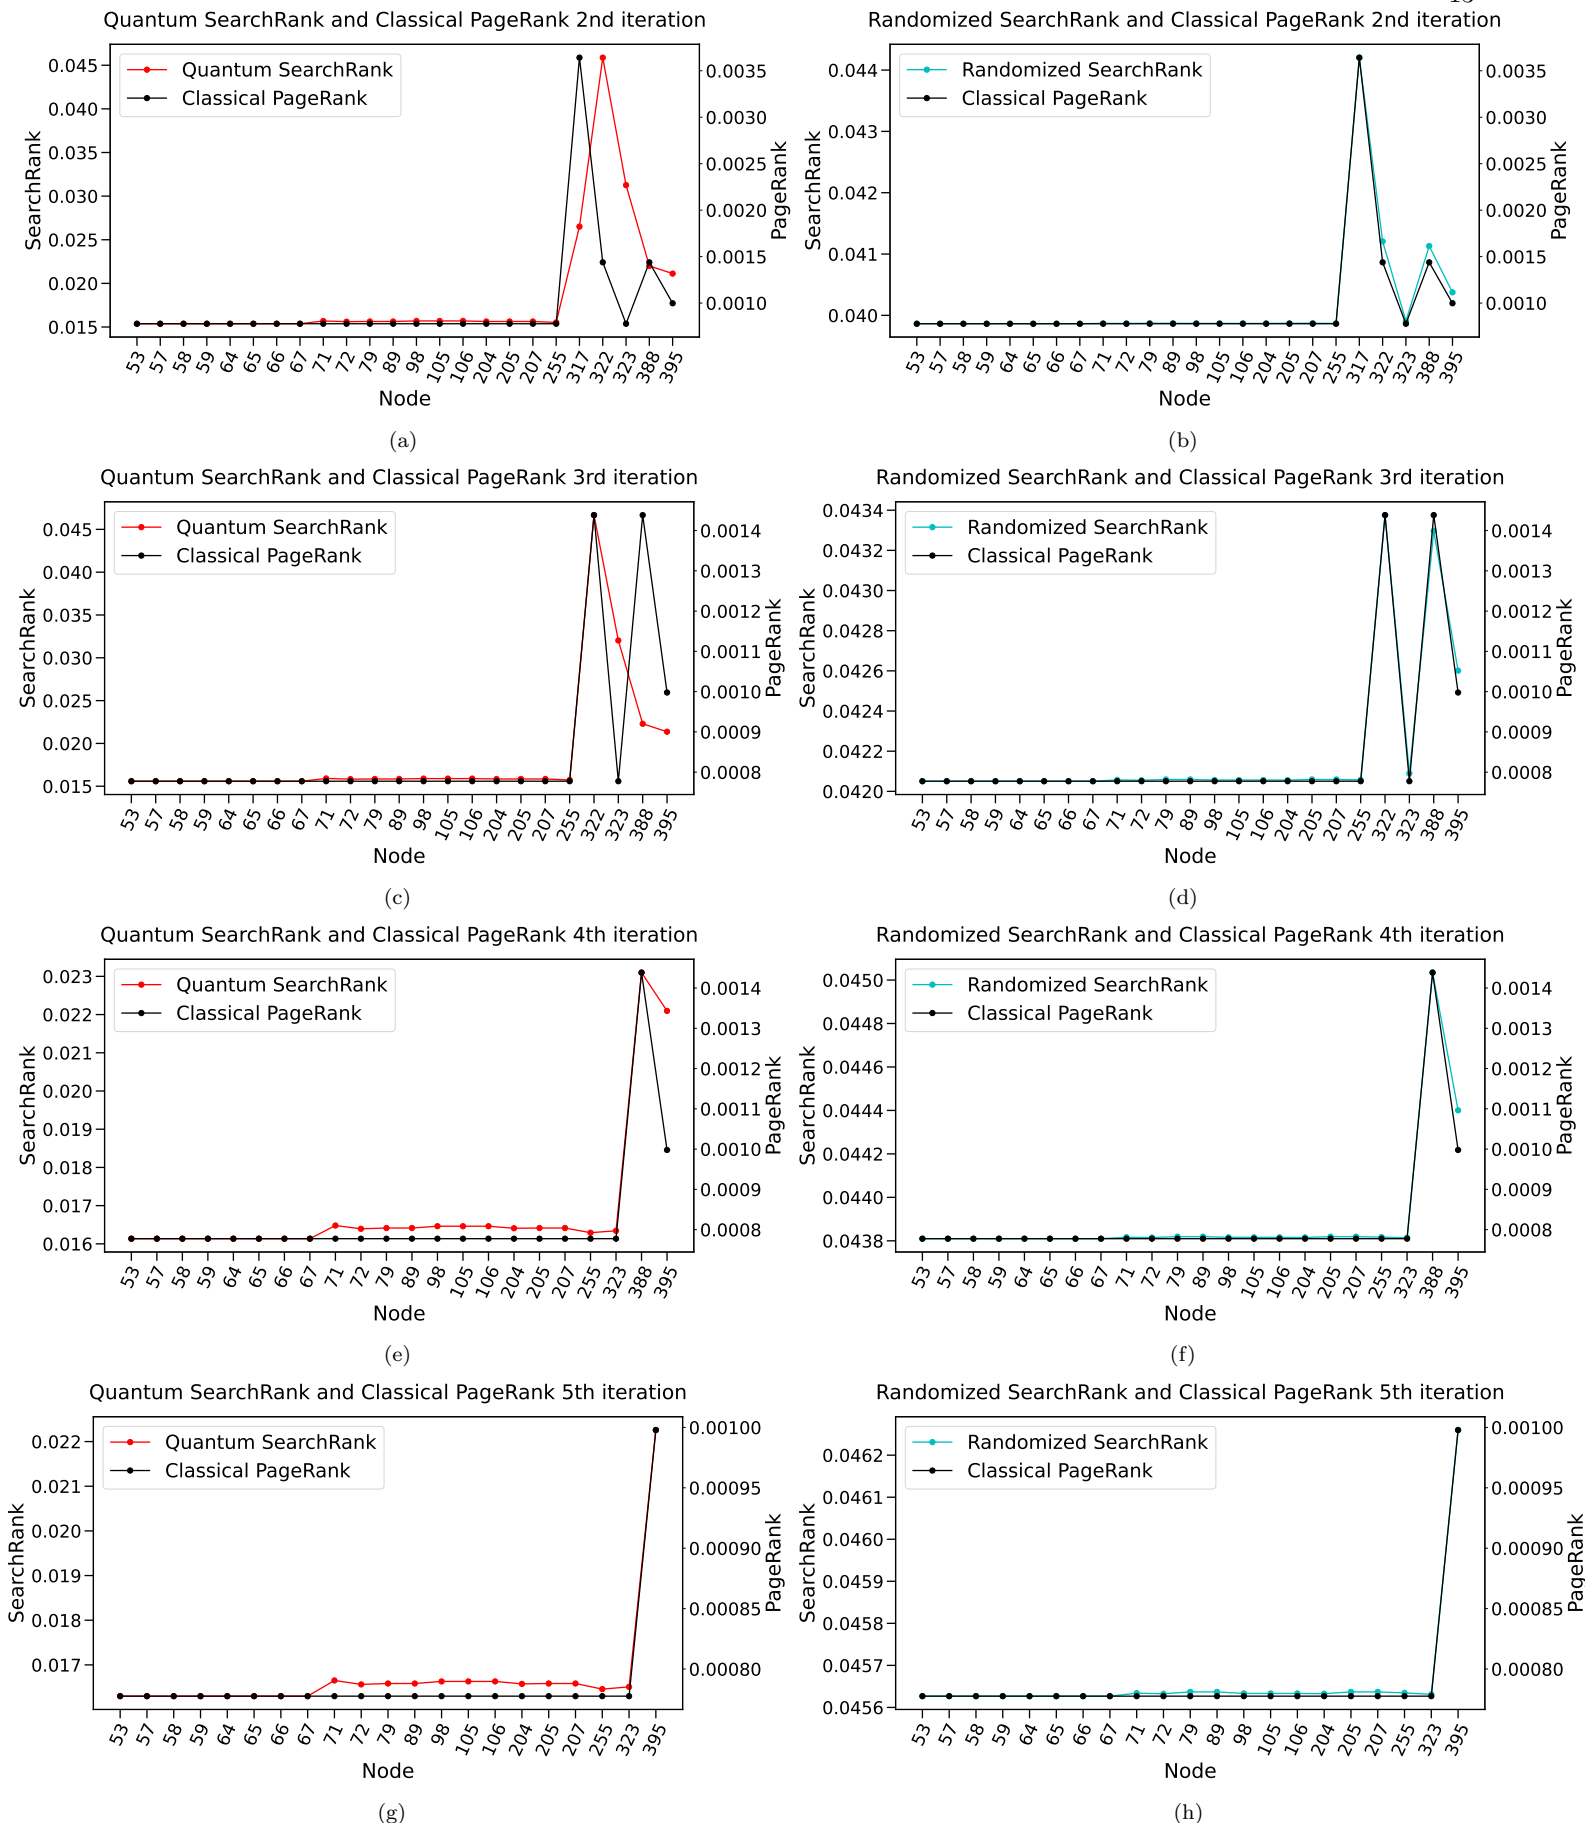 Quantum SearchRank and Classical PageRank 2nd iteration
Quantum SearchRank
Classical PageRank
0.045
0.040
0.035
0.030
0.025
0.020
0.015
SearchRank
0.0035
0.0030
0.0025
0.0020
0.0015
0.0010
PageRank
53 57 58 59 64 65 66 67 71 72 79 89 98 105 106 204 205 207 255 317 322 323 388 395
Node
(a)
Randomized SearchRank and Classical PageRank 2nd iteration
Randomized SearchRank
Classical PageRank
0.044
0.043
0.042
0.041
0.040
SearchRank
0.0035
0.0030
0.0025
0.0020
0.0015
0.0010
PageRank
53 57 58 59 64 65 66 67 71 72 79 89 98 105 106 204 205 207 255 317 322 323 388 395
Node
(b)
Quantum SearchRank and Classical PageRank 3rd iteration
Quantum SearchRank
Classical PageRank
0.045
0.040
0.035
0.030
0.025
0.020
0.015
SearchRank
0.0014
0.0013
0.0012
0.0011
0.0010
0.0009
0.0008
PageRank
53 57 58 59 64 65 66 67 71 72 79 89 98 105 106 204 205 207 255 322 323 388 395
Node
(c)
Randomized SearchRank and Classical PageRank 3rd iteration
Randomized SearchRank
Classical PageRank
0.0434
0.0432
0.0430
0.0428
0.0426
0.0424
0.0422
0.0420
SearchRank
0.0014
0.0013
0.0012
0.0011
0.0010
0.0009
0.0008
PageRank
53 57 58 59 64 65 66 67 71 72 79 89 98 105 106 204 205 207 255 322 323 388 395
Node
(d)
Quantum SearchRank and Classical PageRank 4th iteration
Quantum SearchRank
Classical PageRank
0.023
0.022
0.021
0.020
0.019
0.018
0.017
0.016
SearchRank
0.0014
0.0013
0.0012
0.0011
0.0010
0.0009
0.0008
PageRank
53 57 58 59 64 65 66 67 71 72 79 89 98 105 106 204 205 207 255 323 388 395
Node
(e)
Randomized SearchRank and Classical PageRank 4th iteration
Randomized SearchRank
Classical PageRank
0.0450
0.0448
0.0446
0.0444
0.0442
0.0440
0.0438
SearchRank
0.0014
0.0013
0.0012
0.0011
0.0010
0.0009
0.0008
PageRank
53 57 58 59 64 65 66 67 71 72 79 89 98 105 106 204 205 207 255 323 388 395
Node
(f)
Quantum SearchRank and Classical PageRank 5th iteration
Quantum SearchRank
Classical PageRank
0.022
0.021
0.020
0.019
0.018
0.017
SearchRank
0.00100
0.00095
0.00090
0.00085
0.00080
PageRank
53 57 58 59 64 65 66 67 71 72 79 89 98 105 106 204 205 207 255 323 395
Node
(g)
Randomized SearchRank and Classical PageRank 5th iteration
Randomized SearchRank
Classical PageRank
0.0462
0.0461
0.0460
0.0459
0.0458
0.0457
0.0456
SearchRank
0.00100
0.00095
0.00090
0.00085
0.00080
PageRank
53 57 58 59 64 65 66 67 71 72 79 89 98 105 106 204 205 207 255 323 395
Node
(h)